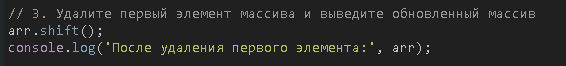 // 3. Удалите первый элемент массива и выведите обновленный массив
arr.shift();
console.log('После удаления первого элемента:', arr);